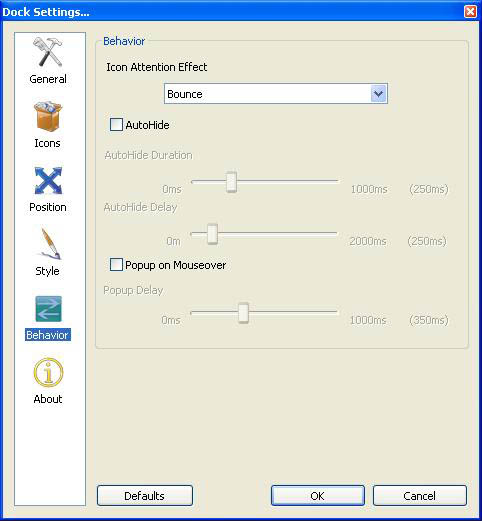 Dock Settings...
General
Icons
Position
Style
Behavior
About
Behavior
Icon Attention Effect
Bounce
AutoHide
AutoHide Duration
0ms 1000ms (250ms)
AutoHide Delay
0m 2000ms (250ms)
Popup on Mouseover
Popup Delay
0ms 1000ms (350ms)
Defaults OK Cancel